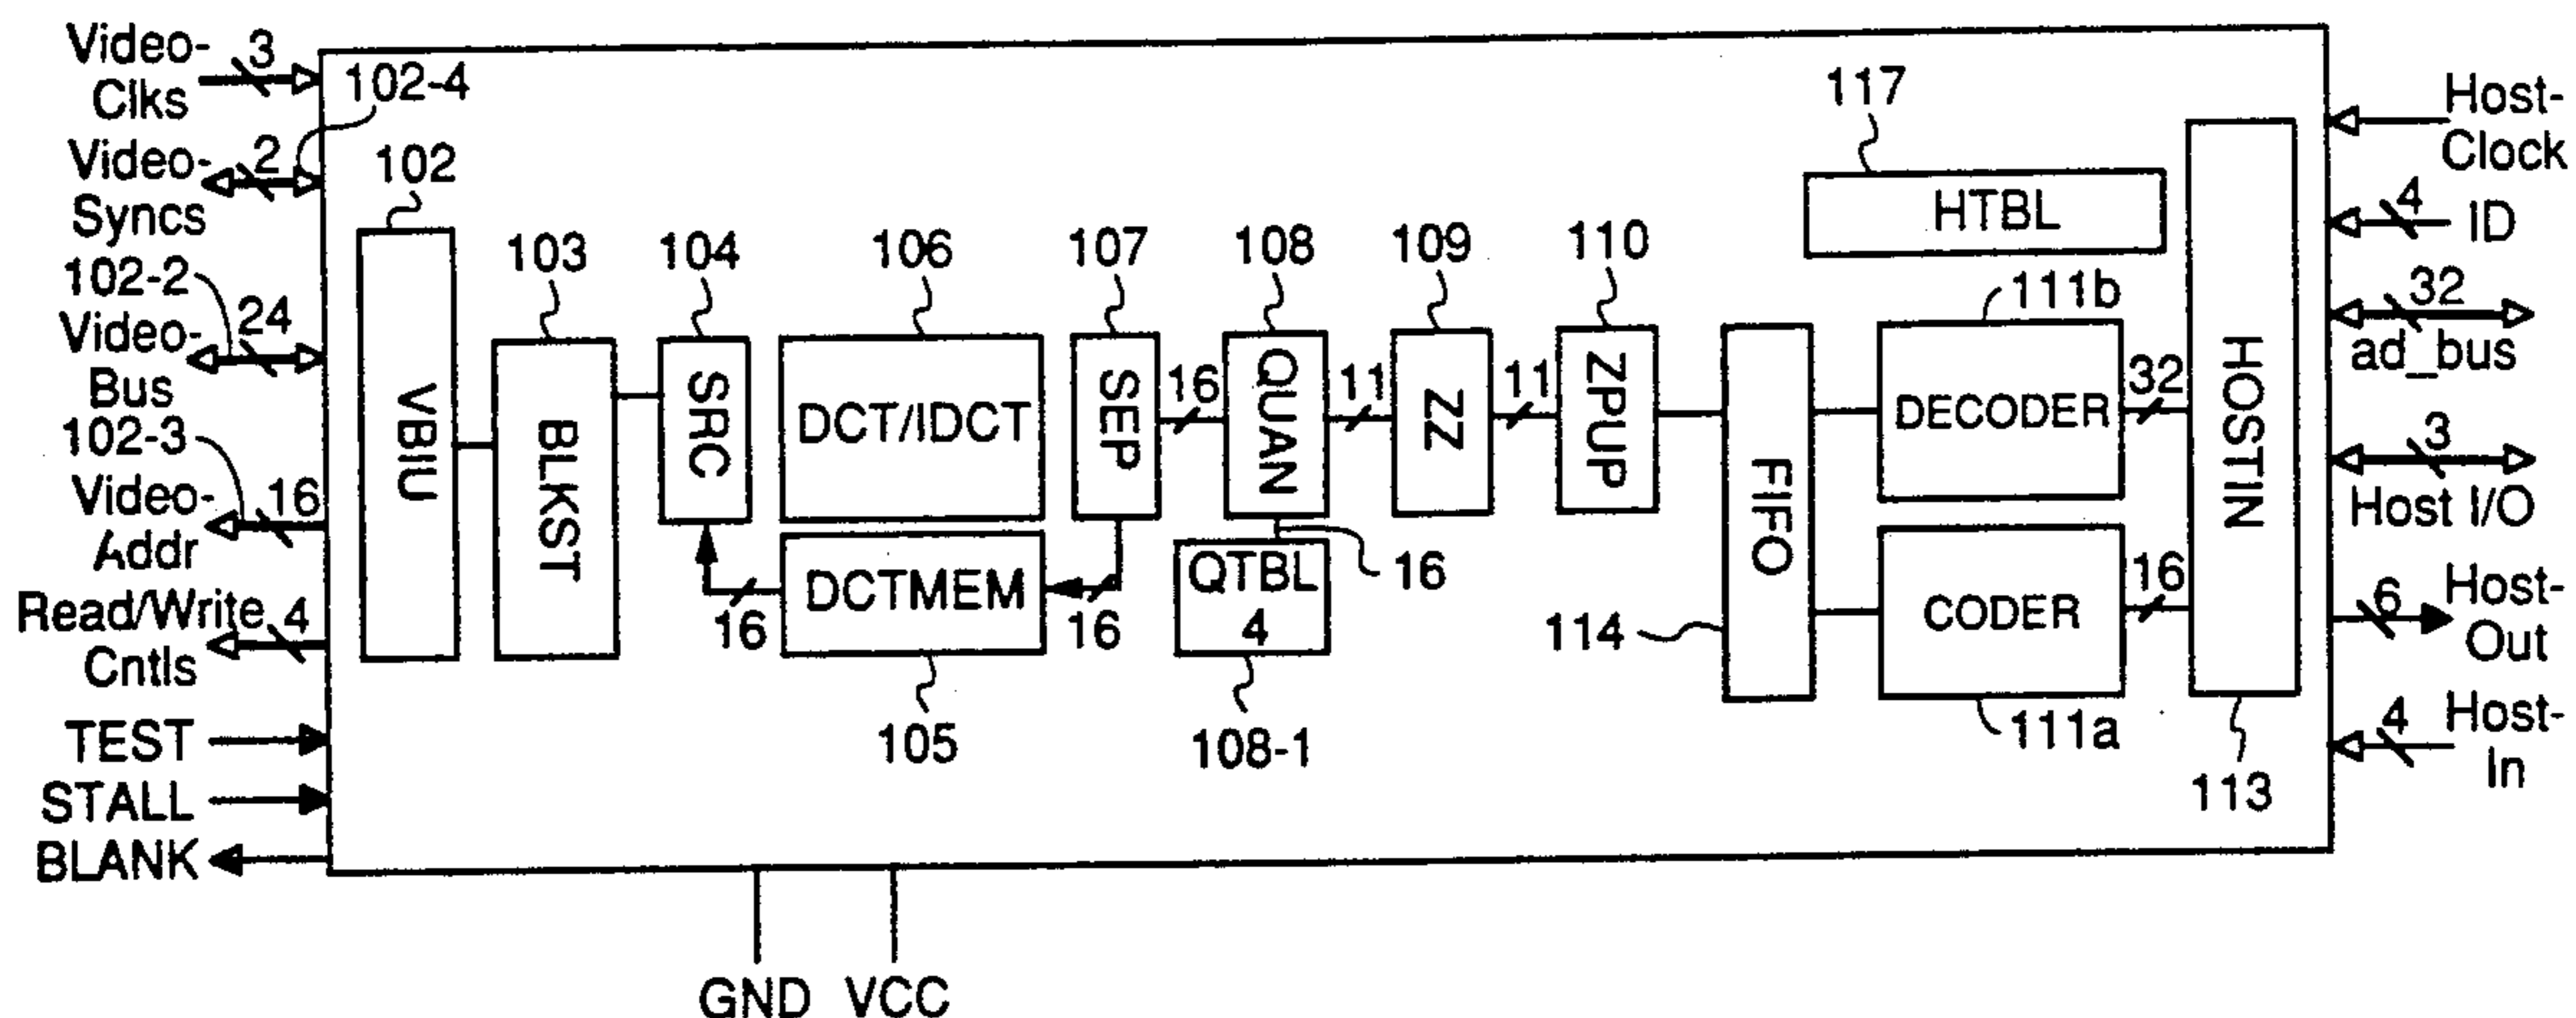 Video-
Clks
3
102-4
Video-
Syncs
2
102
102-2
Video-
Bus
24
102-3
Video-
Addr
16
Read/Write
Cntls
4
TEST
STALL
BLANK
VBIU
103
BLKST
104
SRC
106
DCT/IDCT
16
DCTMEM
16
105
107
SEP
16
108
QUAN
11
QTBL
4
16
108-1
109
ZZ
11
110
ZPUP
FIFO
114
117
HTBL
111b
DECODER
32
CODER
16
111a
HOSTIN
113
Host-
Clock
4
ID
32
ad_bus
3
Host I/O
6
Host-
Out
4
Host-
In
GND
VCC